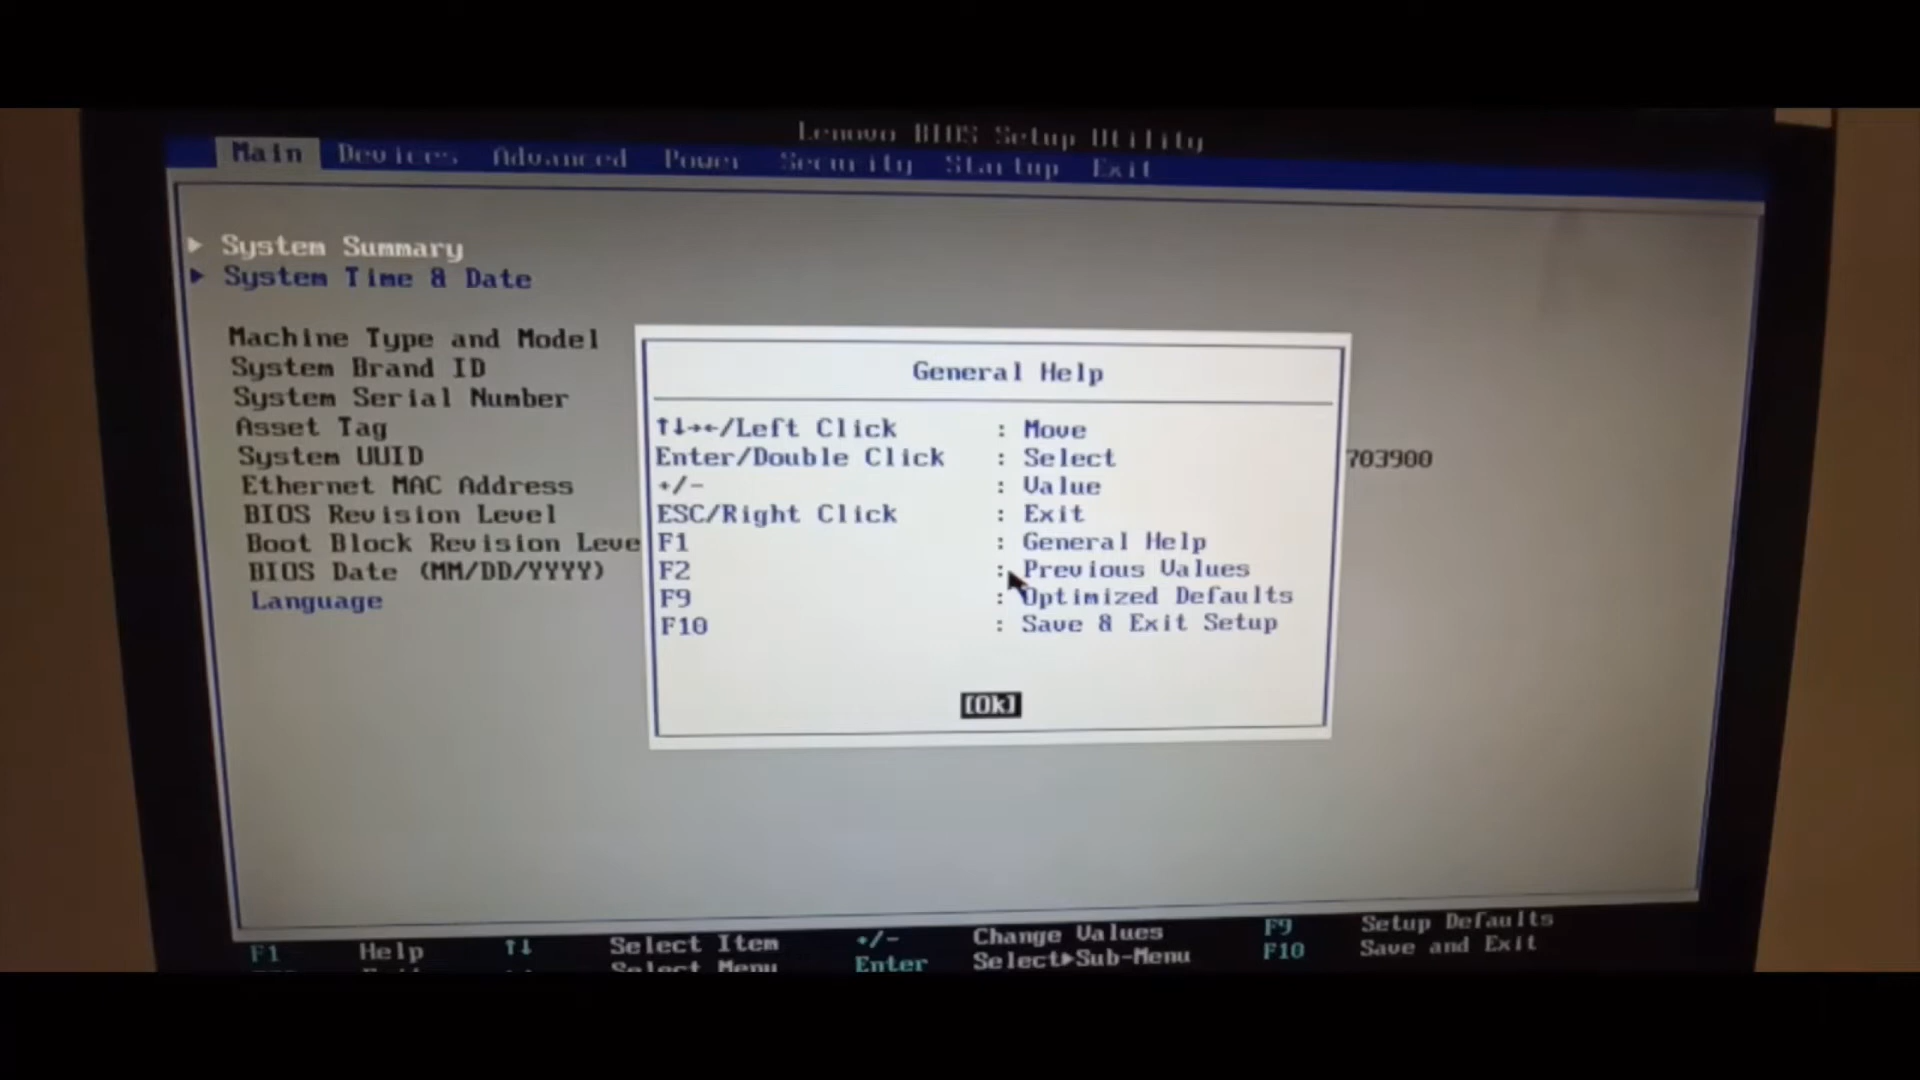 Lenovo BIOS Setup Utility
Main Devices Advanced Power Security Startup Exit
System Summary
System Time & Date
Machine Type and Model
System Brand ID
System Serial Number
Asset Tag
System UUID
703900
Ethernet MAC Address
BIOS Revision Level
Boot Block Revision Leve
BIOS Date (MM/DD/YYYY)
Language
General Help
↑↓→←/Left Click : Move
Enter/Double Click : Select
+/- : Value
ESC/Right Click : Exit
F1 : General Help
F2 : Previous Values
F9 : Optimized Defaults
F10 : Save & Exit Setup
[Ok]
F1 Help ↑↓ Select Item +/- Change Values F9 Setup Defaults
Select Menu Enter Select▶Sub-Menu F10 Save and Exit